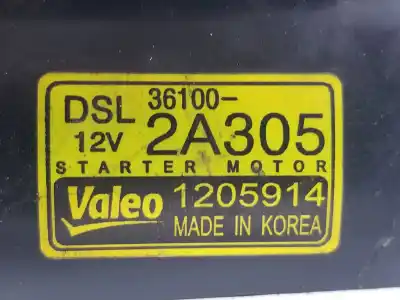 DSL 36100-
12V 2A305
STARTER MOTOR
Valeo 1205914
MADE IN KOREA